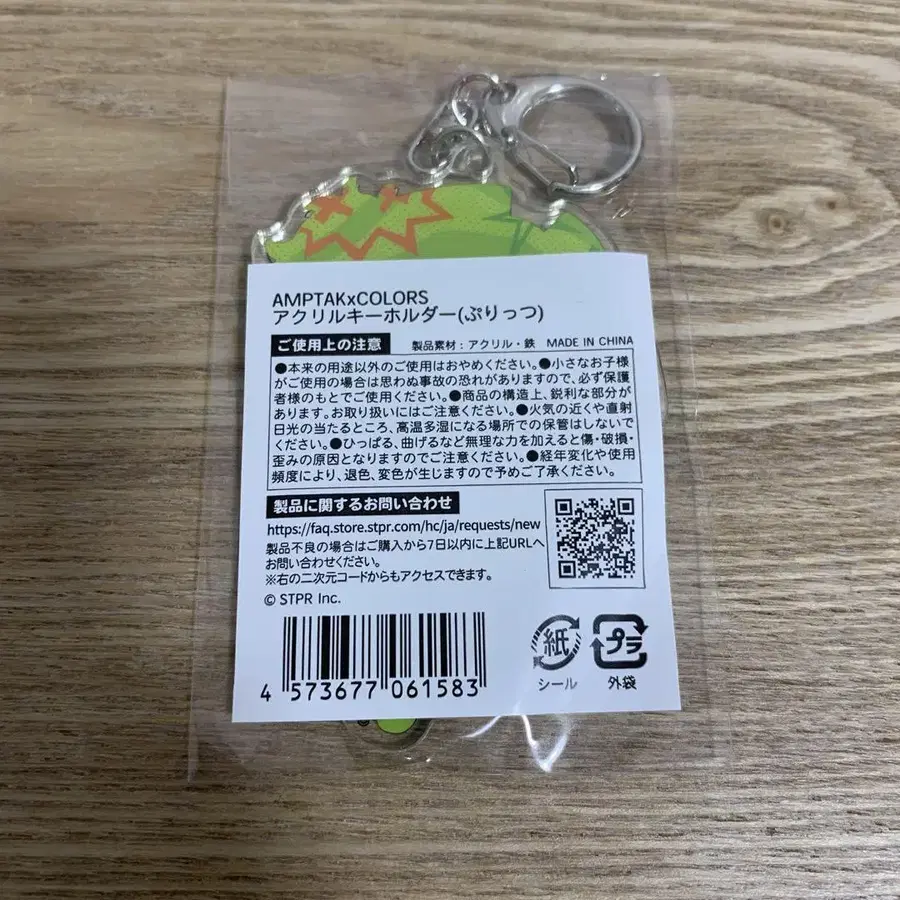 AMPTAKxCOLORS
アクリルキーホルダー(ぷりっつ)
ご使用上の注意 製品素材：アクリル・鉄 MADE IN CHINA
●本来の用途以外のご使用はおやめください。●小さなお子様
がご使用の場合は思わぬ事故の恐れがありますので、必ず保護
者様のもとでご使用ください。●商品の構造上、鋭利な部分が
あります。お取り扱いにはご注意ください。●火気の近くや直射
日光の当たるところ、高温多湿になる場所での保管はしないで
ください。●ひっぱる、曲げるなど無理な力を加えると傷・破損・
歪みの原因となりますのでご注意ください。●経年変化や使用
頻度により、退色、変色が生じますので予めご了承ください。
製品に関するお問い合わせ
https://faq.store.stpr.com/hc/ja/requests/new
製品不良の場合はご購入から7日以内に上記URLへ
お問い合わせください。
※右の二次元コードからもアクセスできます。
© STPR Inc.
4 573677 061583
紙
シール
プラ
外袋